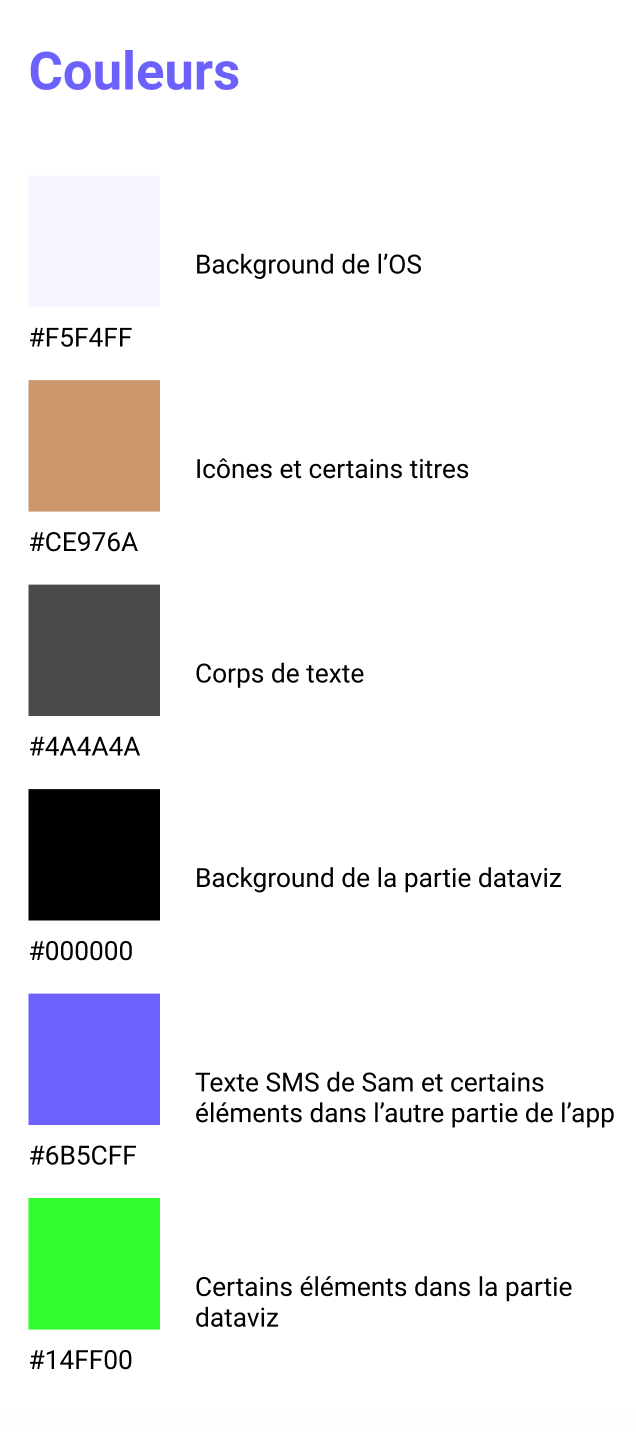 Couleurs
Background de l’OS
#F5F4FF
Icônes et certains titres
#CE976A
Corps de texte
#4A4A4A
Background de la partie dataviz
#000000
Texte SMS de Sam et certains
éléments dans l’autre partie de l’app
#6B5CFF
Certains éléments dans la partie
dataviz
#14FF00